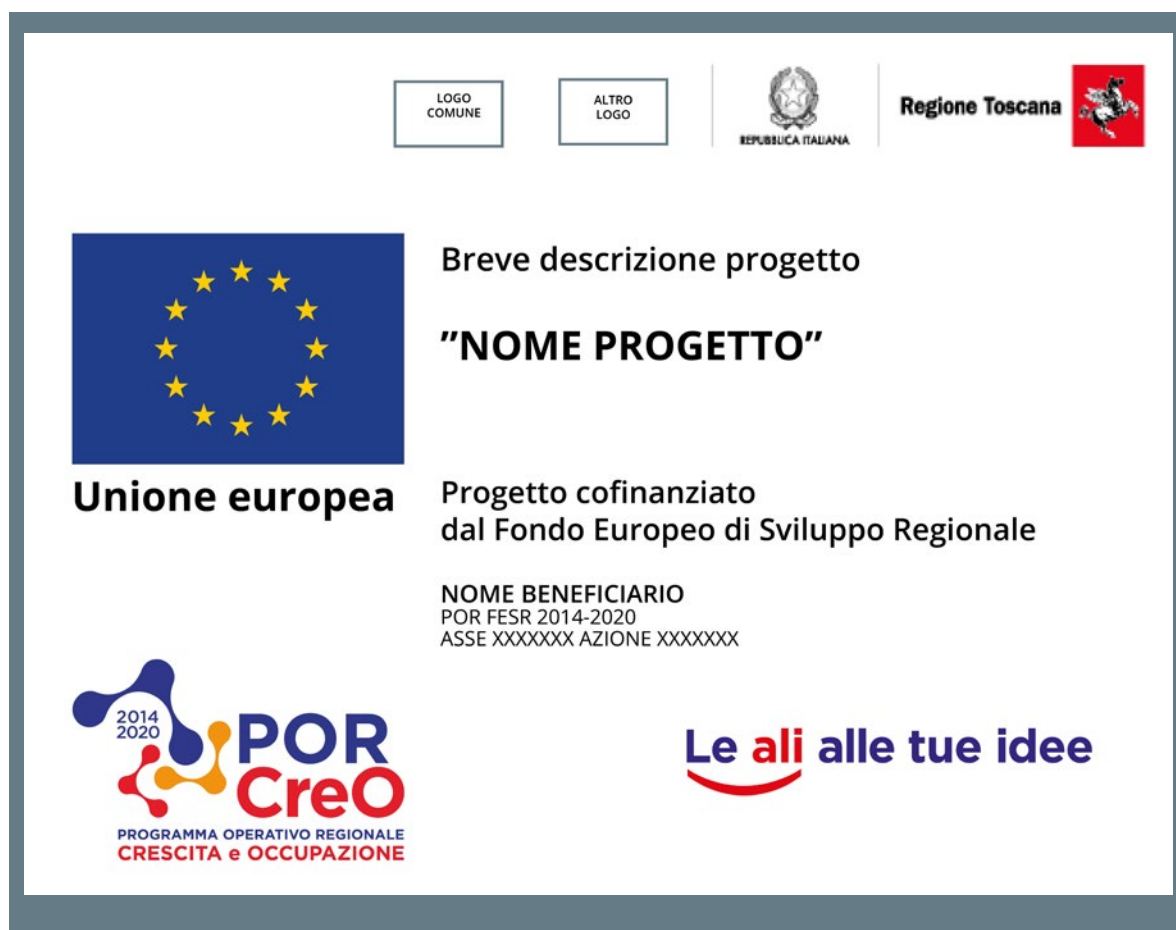 LOGO
COMUNE
ALTRO
LOGO
REPUBBLICA ITALIANA
Regione Toscana
Breve descrizione progetto
”NOME PROGETTO”
Unione europea
Progetto cofinanziato
dal Fondo Europeo di Sviluppo Regionale
NOME BENEFICIARIO
POR FESR 2014-2020
ASSE XXXXXXX AZIONE XXXXXXX
2014
2020
POR
CreO
PROGRAMMA OPERATIVO REGIONALE
CRESCITA e OCCUPAZIONE
Le ali alle tue idee